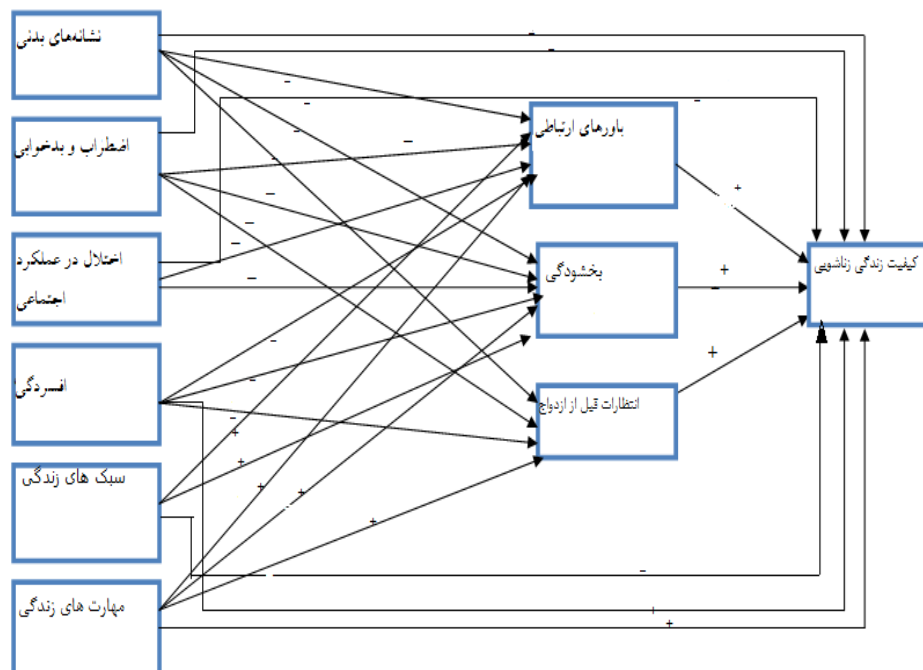 نشانه‌های بدنی
اضطراب و بدخوابی
اختلال در عملکرد
اجتماعی
افسردگی
سبک های زندگی
مهارت های زندگی
باورهای ارتباطی
بخشودگی
انتظارات قبل از ازدواج
کیفیت زندگی زناشویی